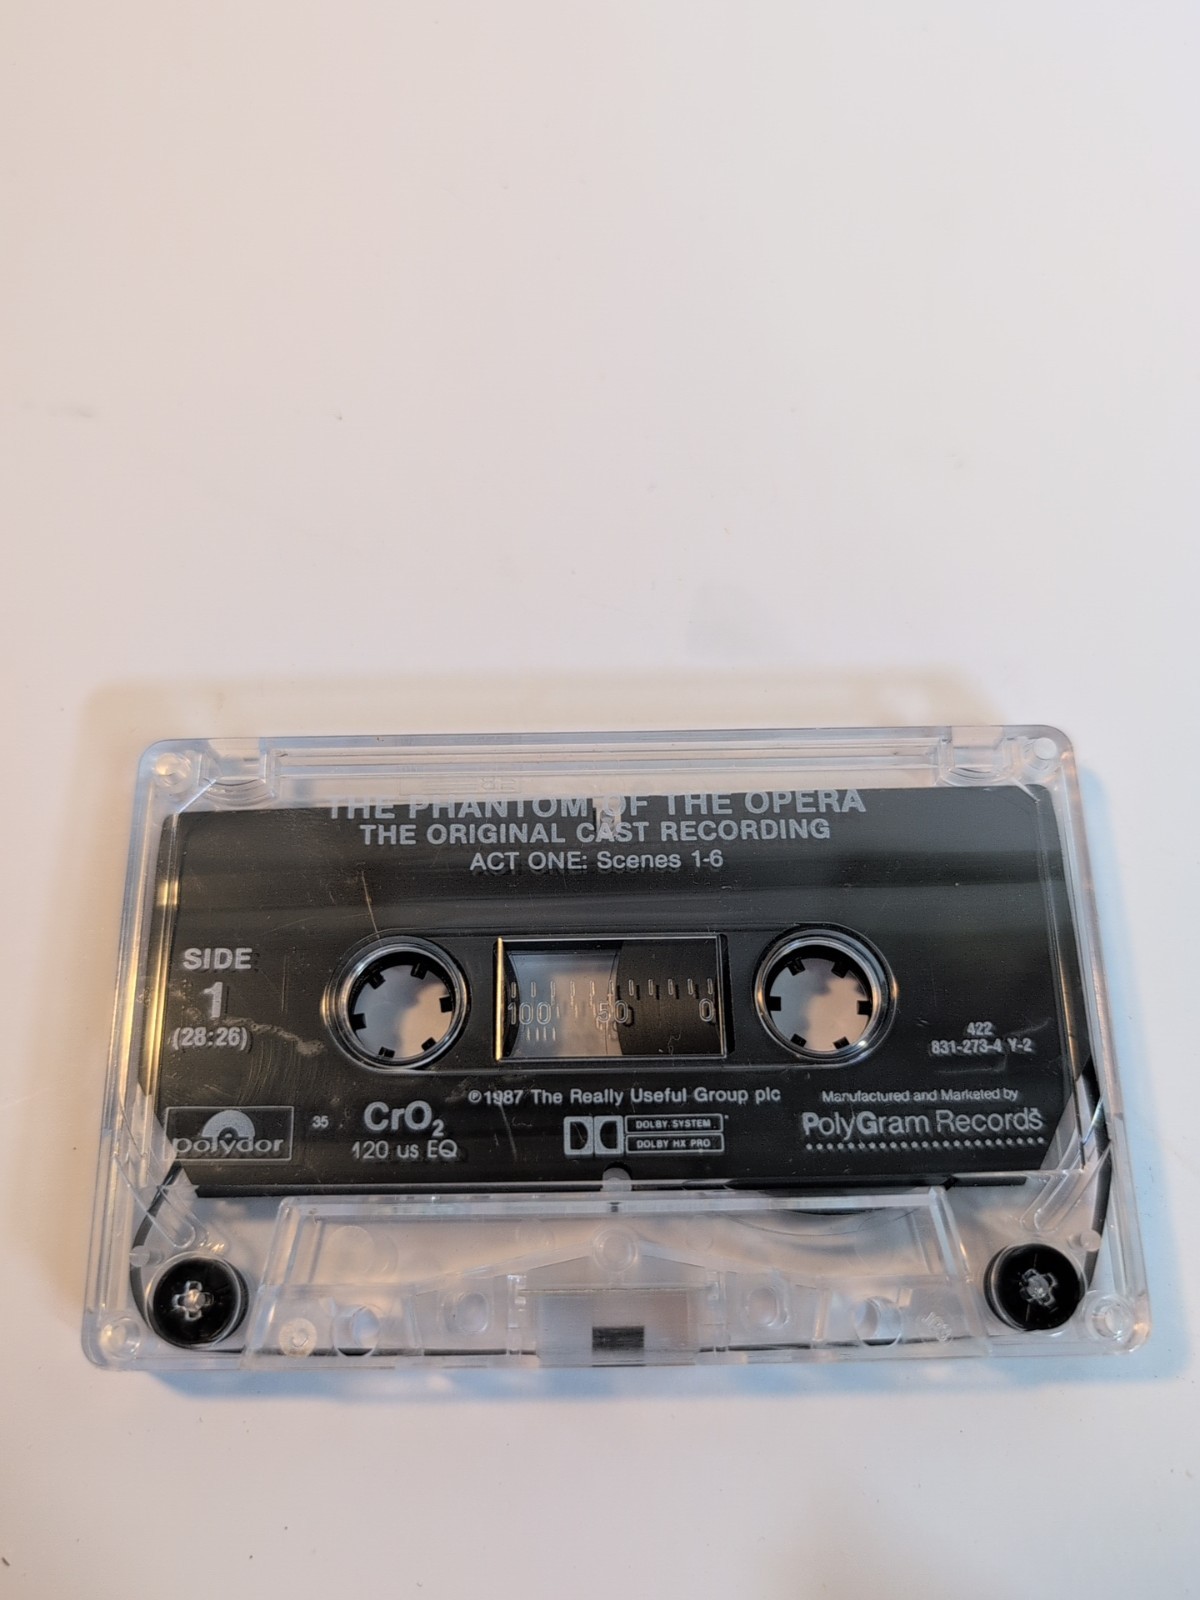 THE PHANTOM OF THE OPERA
THE ORIGINAL CAST RECORDING
ACT ONE: Scenes 1-6
SIDE
1
(28:26)
100 50 0
422
831-273-4 Y-2
℗1987 The Really Useful Group plc
polydor
35
CrO₂
120 us EQ
DOLBY SYSTEM
DOLBY HX PRO
Manufactured and Marketed by
PolyGram Records